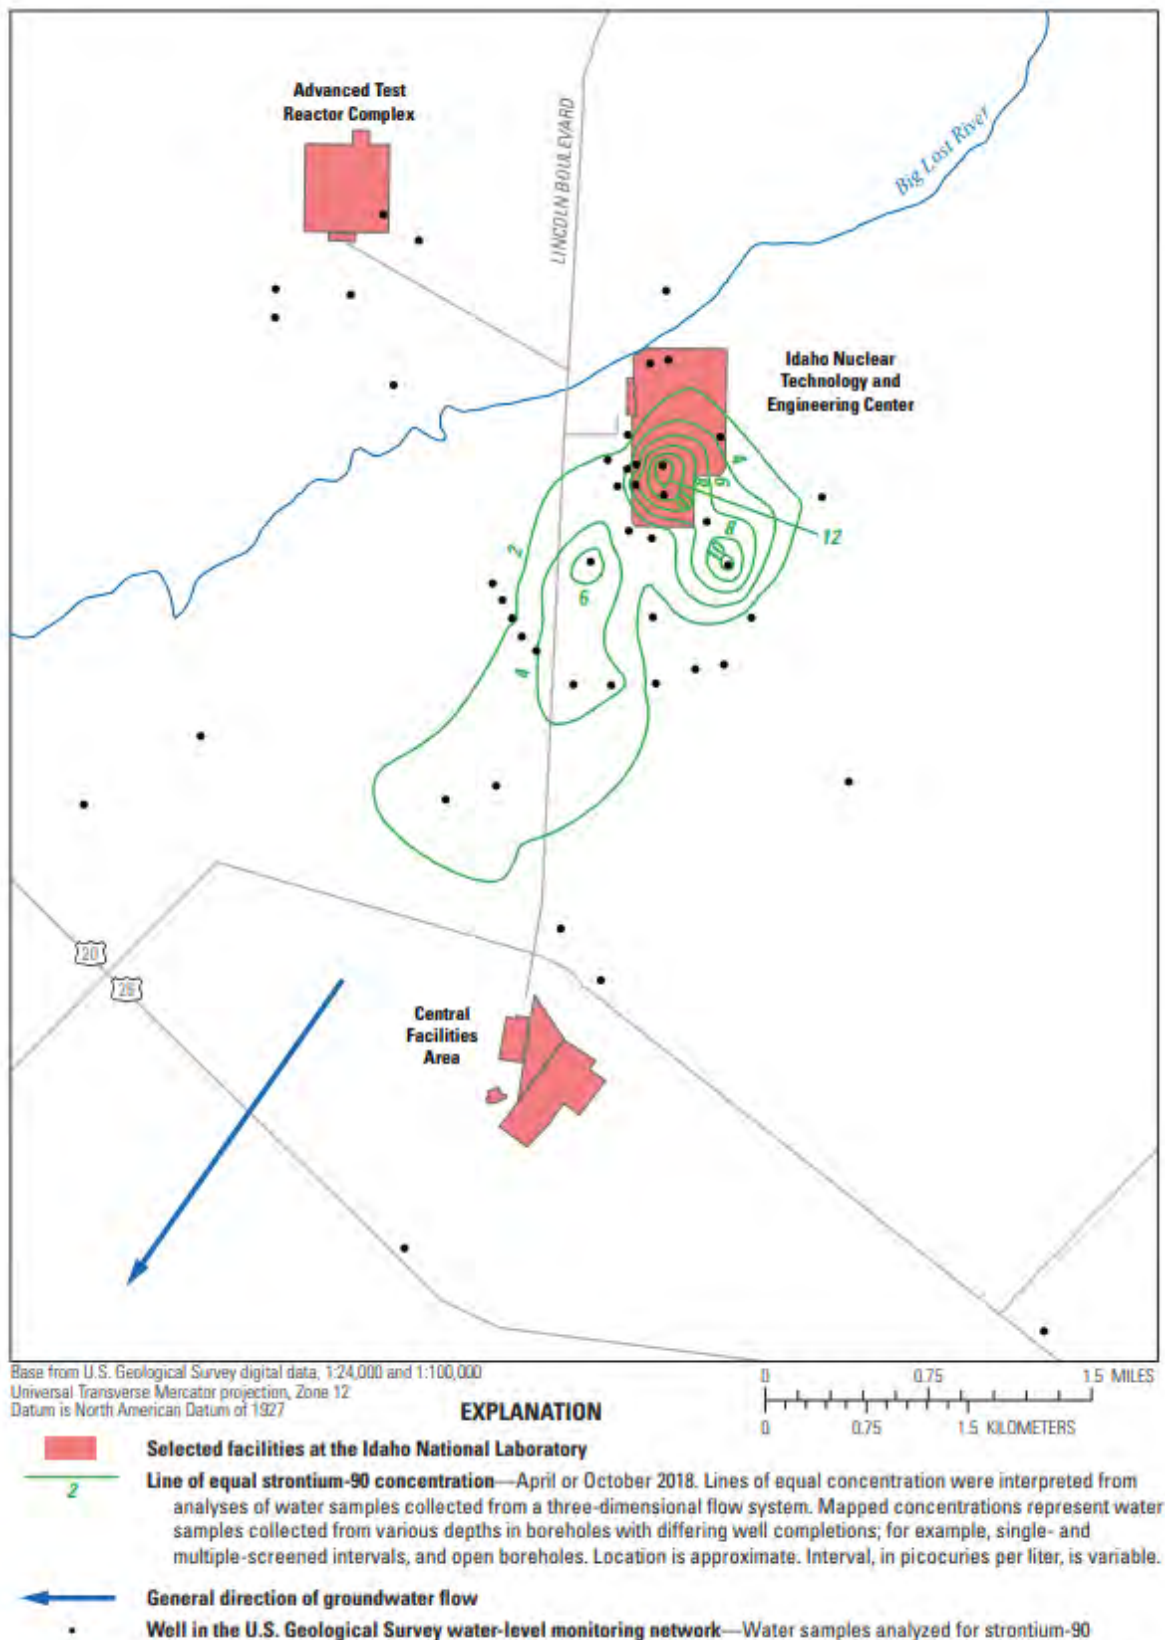 Advanced Test
Reactor Complex
LINCOLN BOULEVARD
Big Lost River
Idaho Nuclear
Technology and
Engineering Center
4
8
6
12
8
10
2
6
4
20
26
Central
Facilities
Area
Base from U.S. Geological Survey digital data, 1:24,000 and 1:100,000
Universal Transverse Mercator projection, Zone 12
Datum is North American Datum of 1927
0 0.75 1.5 MILES
0 0.75 1.5 KILOMETERS
EXPLANATION
Selected facilities at the Idaho National Laboratory
2
Line of equal strontium-90 concentration—April or October 2018. Lines of equal concentration were interpreted from
analyses of water samples collected from a three-dimensional flow system. Mapped concentrations represent water
samples collected from various depths in boreholes with differing well completions; for example, single- and
multiple-screened intervals, and open boreholes. Location is approximate. Interval, in picocuries per liter, is variable.
General direction of groundwater flow
Well in the U.S. Geological Survey water-level monitoring network—Water samples analyzed for strontium-90